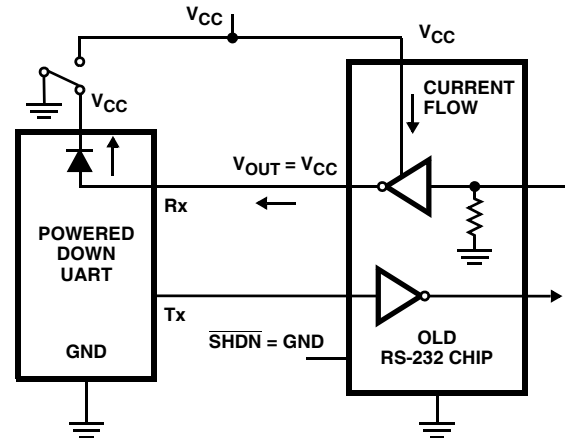 VCC
VCC
VCC
CURRENT
FLOW
VOUT = VCC
Rx
POWERED
DOWN
UART
Tx
GND
SHDN = GND
OLD
RS-232 CHIP